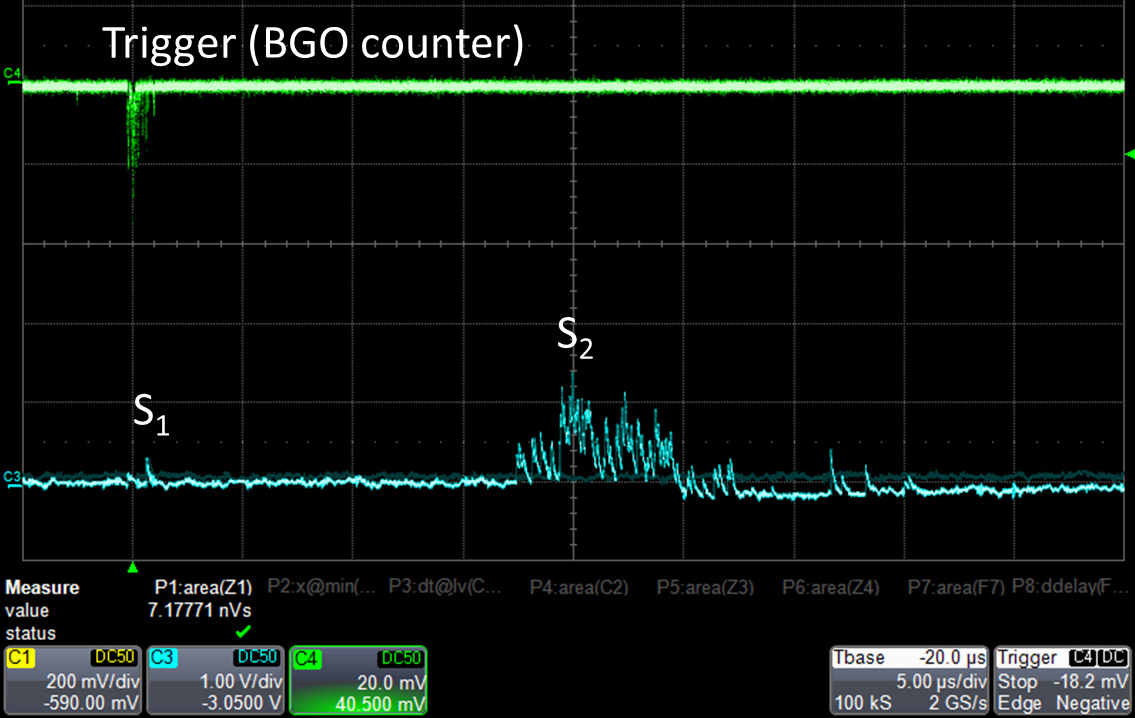 Trigger (BGO counter)
C4
S2
S1
C3
Measure P1:area(Z1) P2:x@min(... P3:dt@lv(C... P4:area(C2) P5:area(Z3) P6:area(Z4) P7:area(F7) P8:ddelay(F...
value 7.17771 nVs
status
C1 DC50 C3 DC50 C4 DC50 Tbase -20.0 µs Trigger C4 DC
200 mV/div 1.00 V/div 20.0 mV 5.00 µs/div Stop -18.2 mV
-590.00 mV -3.0500 V 40.500 mV 100 kS 2 GS/s Edge Negative